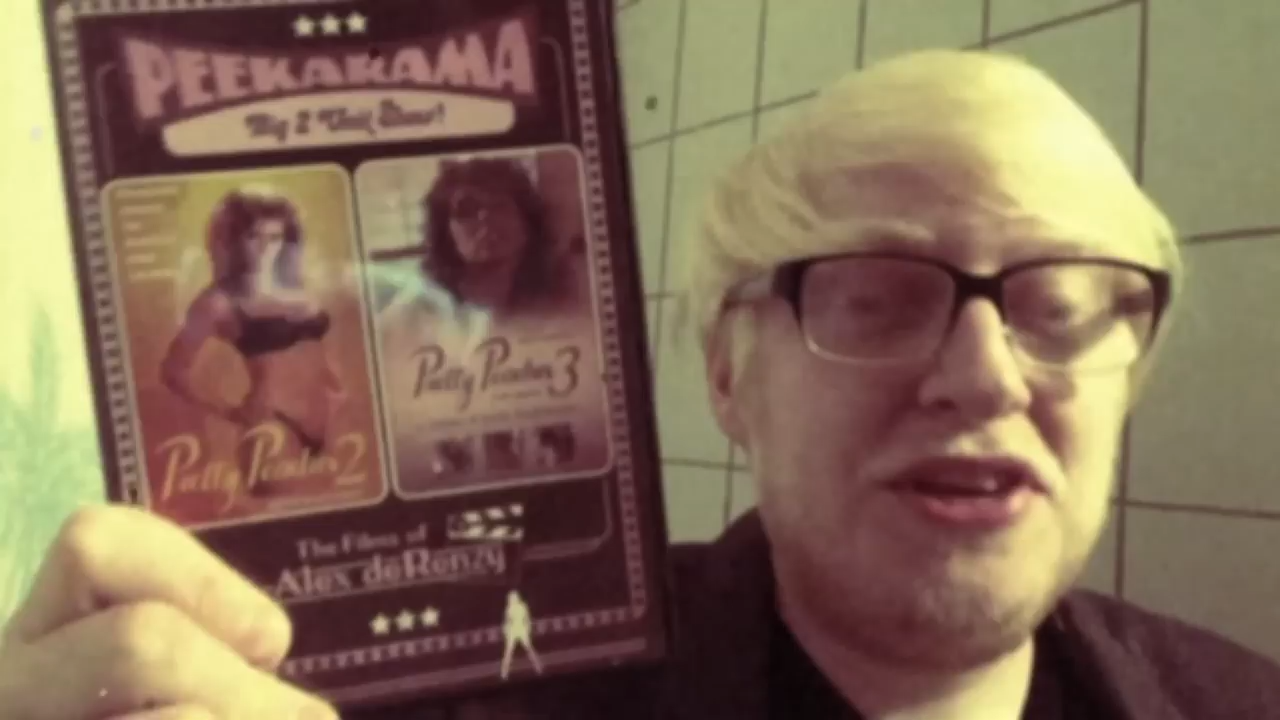 PEEKARAMA
Big 2 Unit Show!
Pretty Peaches 2
Pretty Peaches 3
The Films of
Alex deRenzy